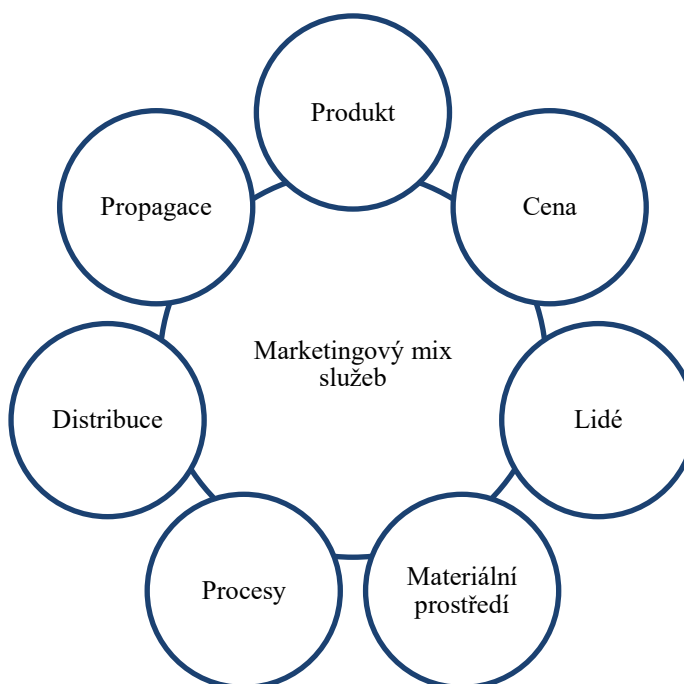 Produkt
Propagace
Cena
Marketingový mix
služeb
Distribuce
Lidé
Procesy
Materiální
prostředí